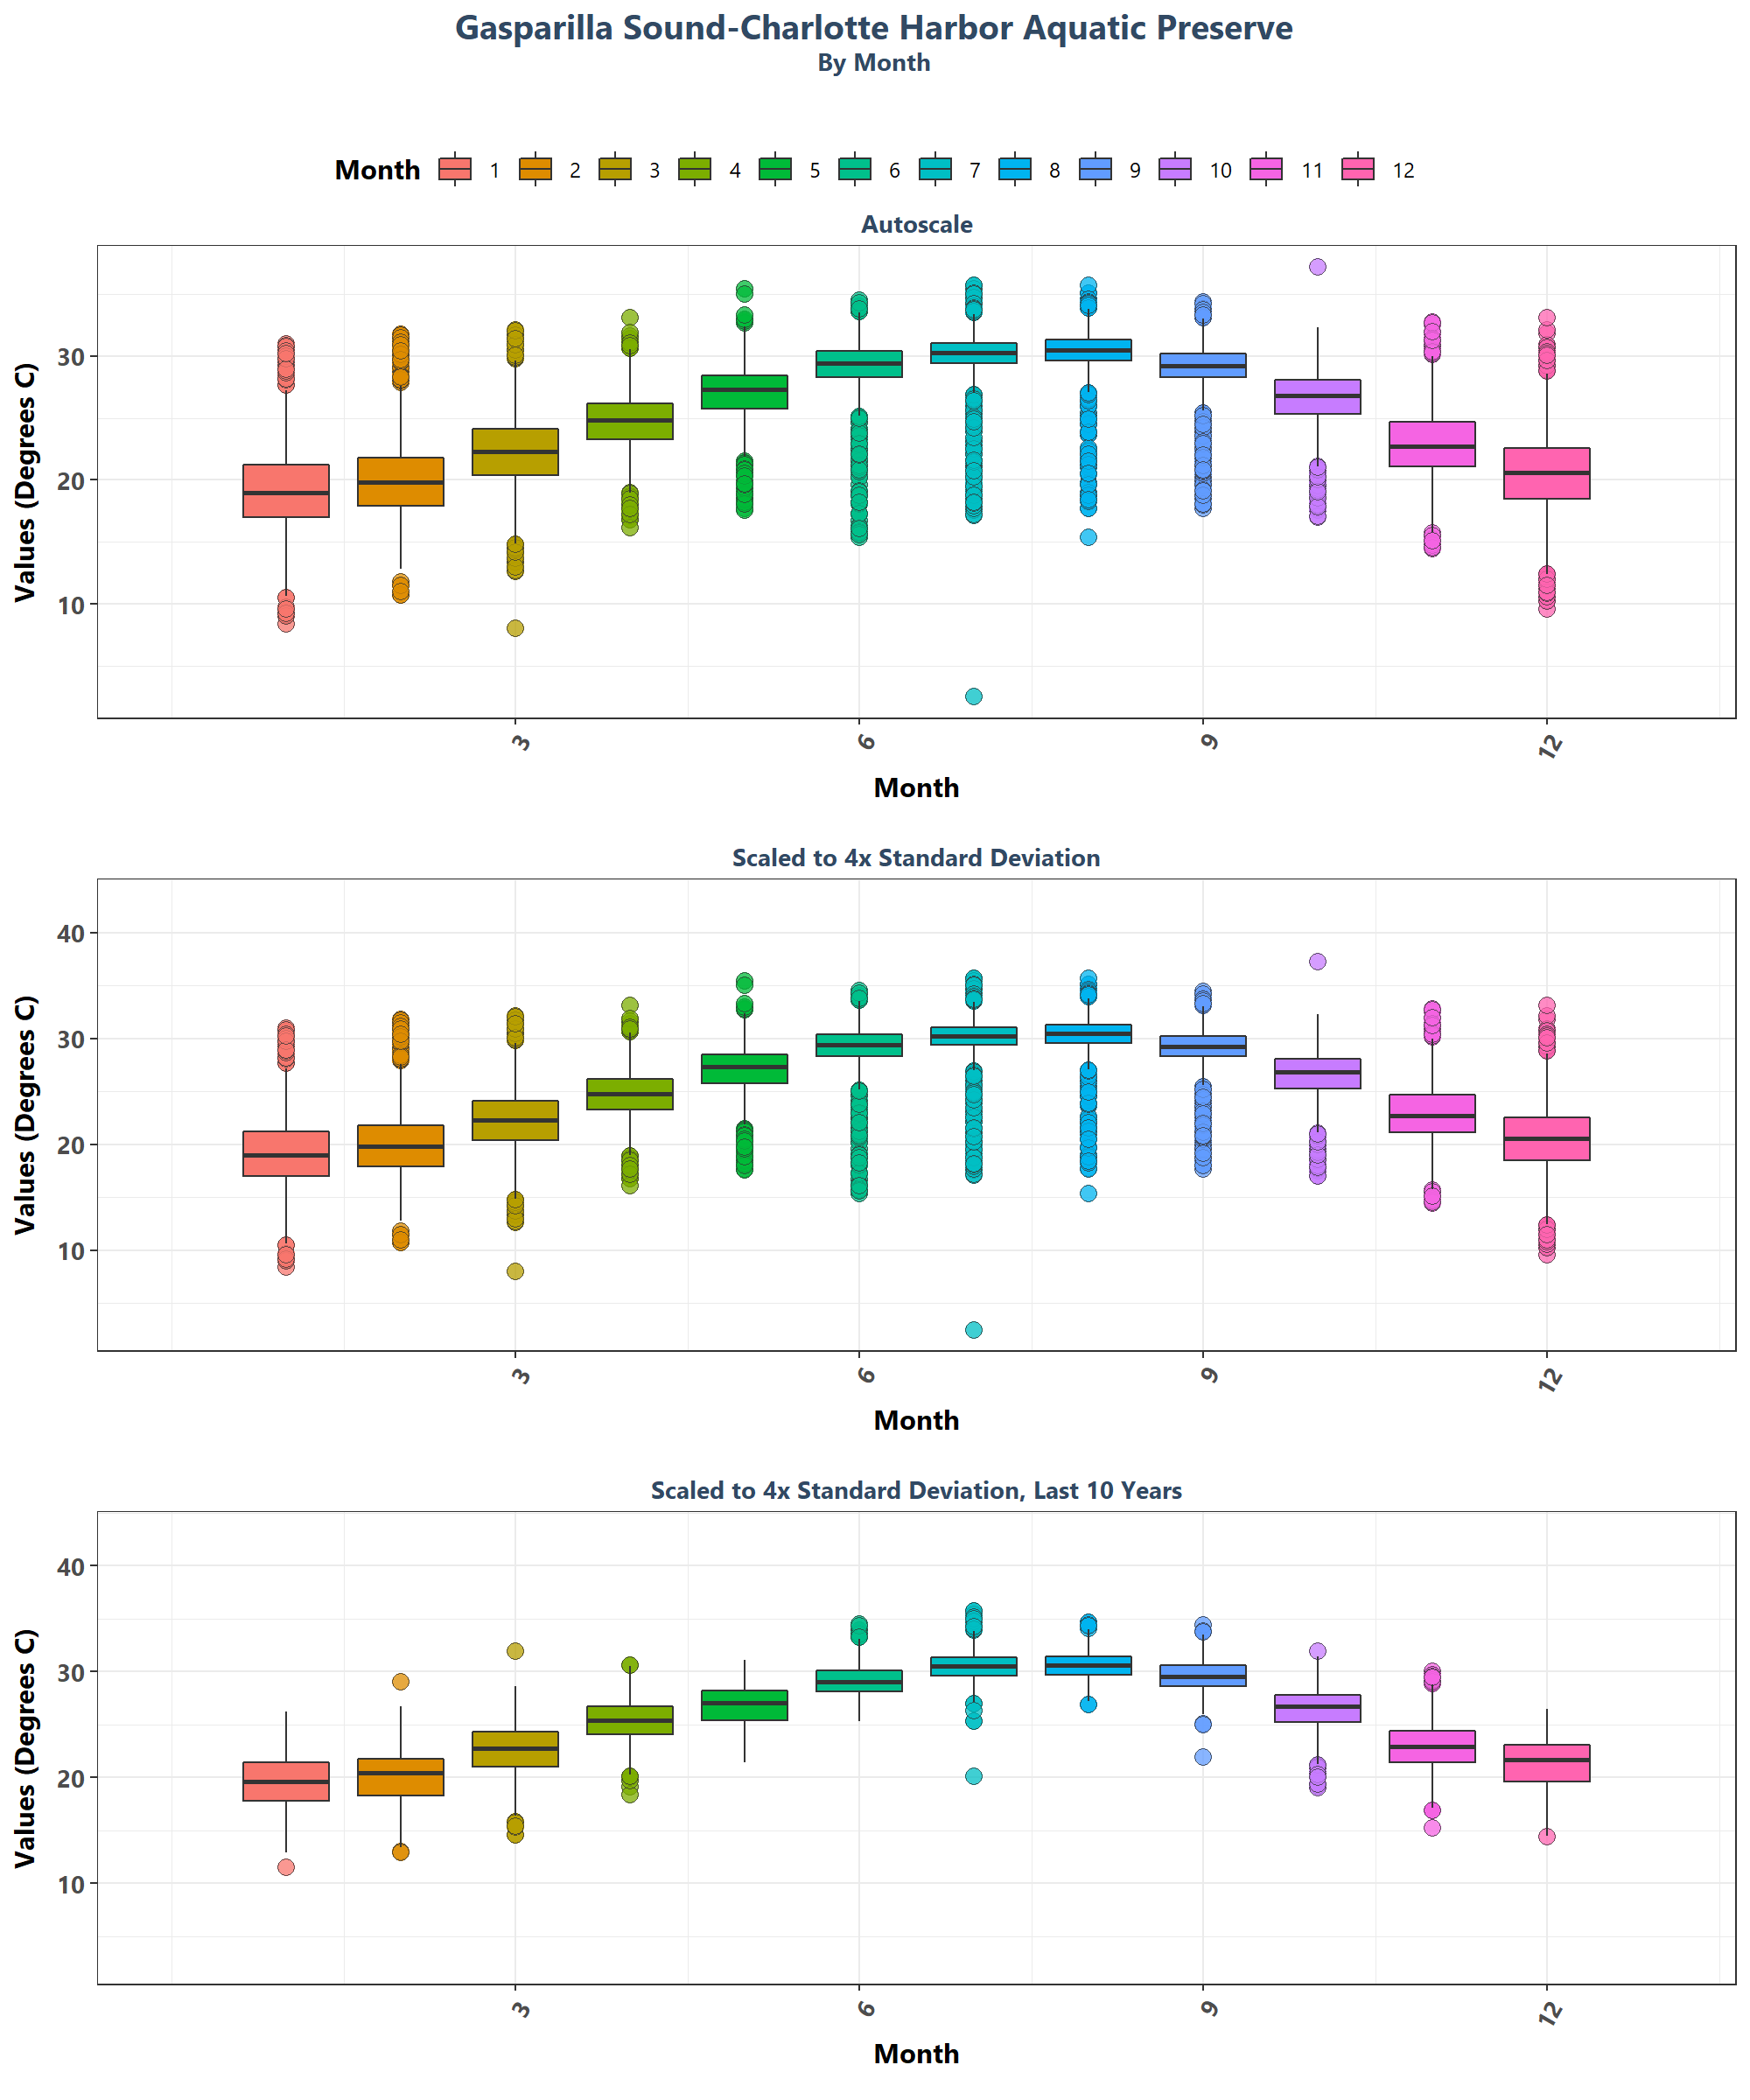 Gasparilla Sound-Charlotte Harbor Aquatic Preserve
By Month
Month 1 2 3 4 5 6 7 8 9 10 11 12
Autoscale
Values (Degrees C)
30
20
10
3 6 9 12
Month
Scaled to 4x Standard Deviation
Values (Degrees C)
40
30
20
10
3 6 9 12
Month
Scaled to 4x Standard Deviation, Last 10 Years
Values (Degrees C)
40
30
20
10
3 6 9 12
Month